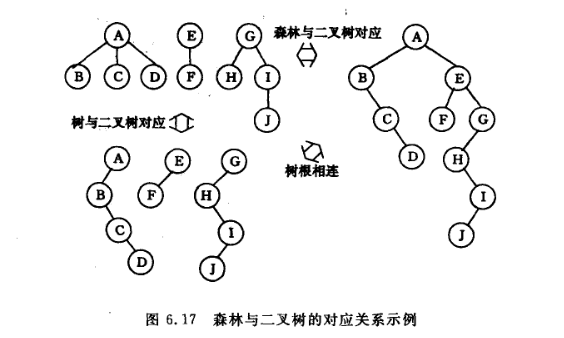 A E G 森林与二叉树对应 A
B C D F H I B E
J C F G
树与二叉树对应
D H
树根相连
A E G
B F H I
C I J
D J
图 6.17 森林与二叉树的对应关系示例